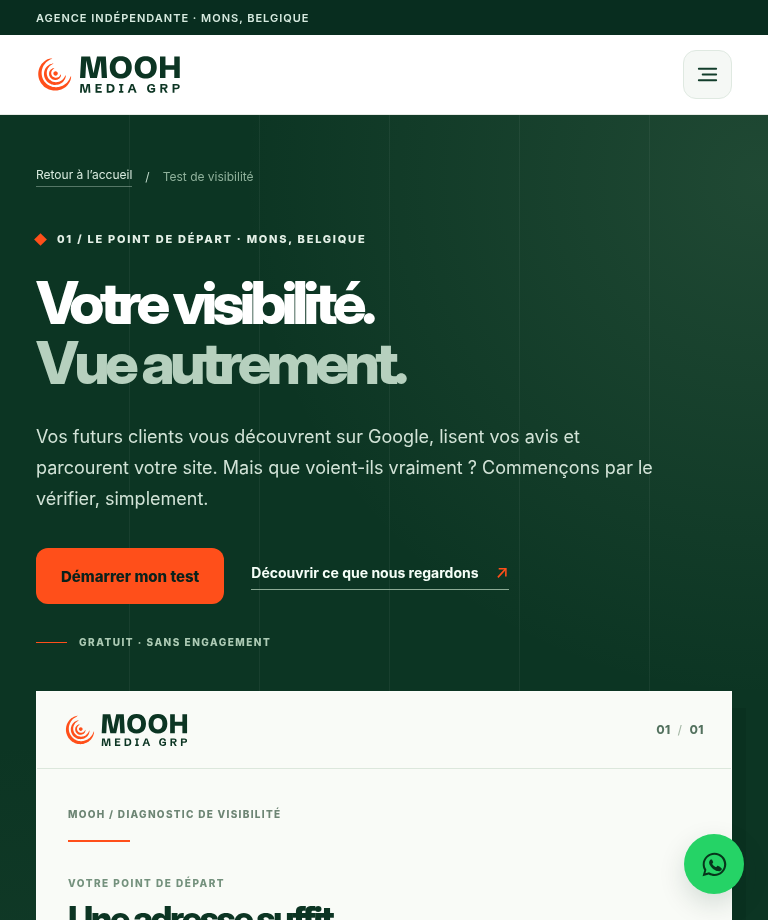 AGENCE INDÉPENDANTE · MONS, BELGIQUE
MOOH
MEDIA GRP
Retour à l’accueil / Test de visibilité
01 / LE POINT DE DÉPART · MONS, BELGIQUE
Votre visibilité.
Vue autrement.
Vos futurs clients vous découvrent sur Google, lisent vos avis et
parcourent votre site. Mais que voient-ils vraiment ? Commençons par le
vérifier, simplement.
Démarrer mon test
Découvrir ce que nous regardons
GRATUIT · SANS ENGAGEMENT
MOOH
MEDIA GRP
01 / 01
MOOH / DIAGNOSTIC DE VISIBILITÉ
VOTRE POINT DE DÉPART
Une adresse suffit